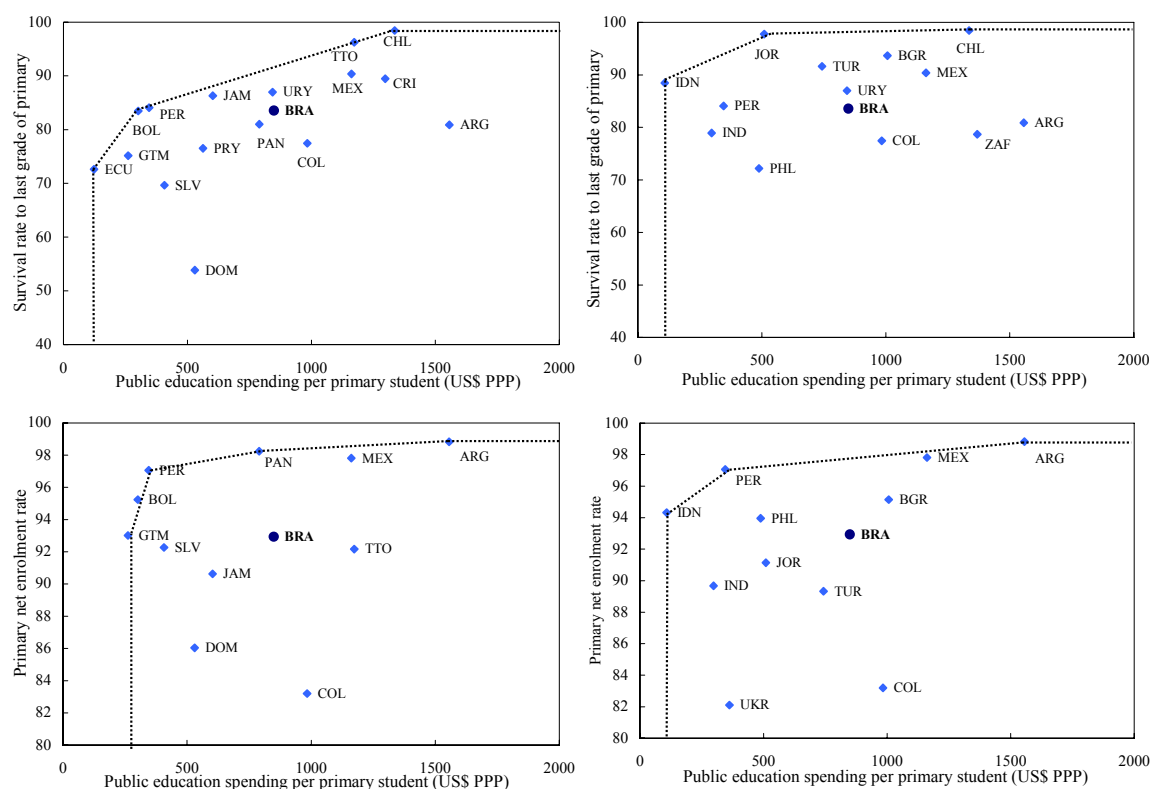 Survival rate to last grade of primary
100
90
80
70
60
50
40
CHL
TTO
MEX
CRI
JAM
URY
BRA
PER
BOL
ARG
GTM
PRY
PAN
COL
ECU
SLV
DOM
0 500 1000 1500 2000
Public education spending per primary student (US$ PPP)
Survival rate to last grade of primary
100
90
80
70
60
50
40
JOR
CHL
BGR
TUR
MEX
IDN
URY
PER
BRA
ARG
IND
COL
ZAF
PHL
0 500 1000 1500 2000
Public education spending per primary student (US$ PPP)
Primary net enrolment rate
100
98
96
94
92
90
88
86
84
82
80
PER
PAN
MEX
ARG
BOL
GTM
SLV
BRA
TTO
JAM
DOM
COL
0 500 1000 1500 2000
Public education spending per primary student (US$ PPP)
Primary net enrolment rate
100
98
96
94
92
90
88
86
84
82
80
MEX
ARG
PER
BGR
IDN
PHL
BRA
JOR
IND
TUR
COL
UKR
0 500 1000 1500 2000
Public education spending per primary student (US$ PPP)